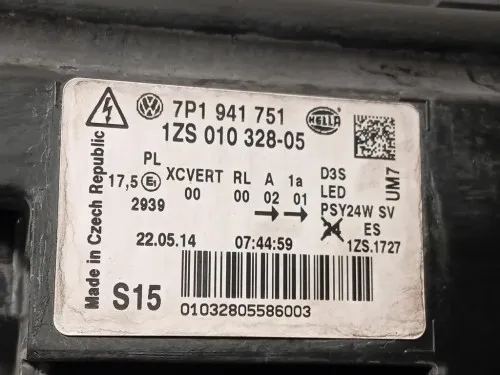 7P1 941 751
HELLA
1ZS 010 328-05
Made in Czech Republic
PL XCVERT RL A 1a D3S
17,5 E1 00 00 02 01 LED
2939 PSY24W SV
ES
1ZS.1727
UM7
22.05.14 07:44:59
S15
01032805586003